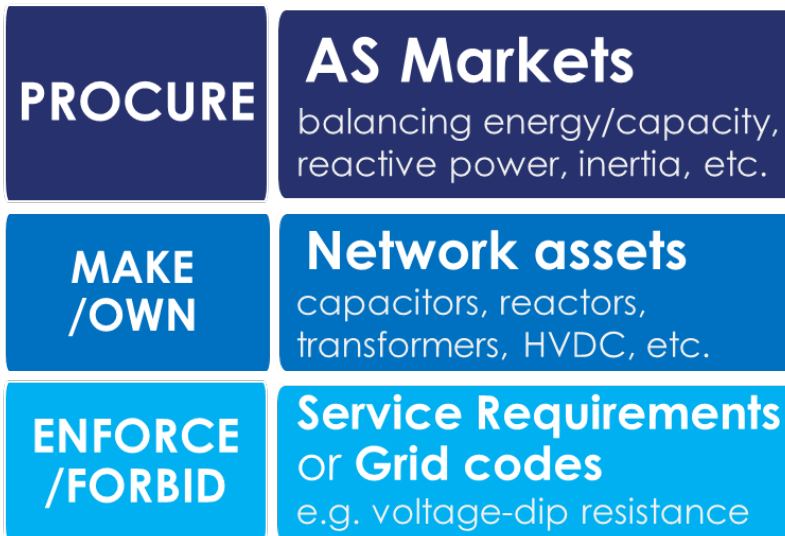 PROCURE
AS Markets
balancing energy/capacity,
reactive power, inertia, etc.
MAKE
/OWN
Network assets
capacitors, reactors,
transformers, HVDC, etc.
ENFORCE
/FORBID
Service Requirements
or Grid codes
e.g. voltage-dip resistance